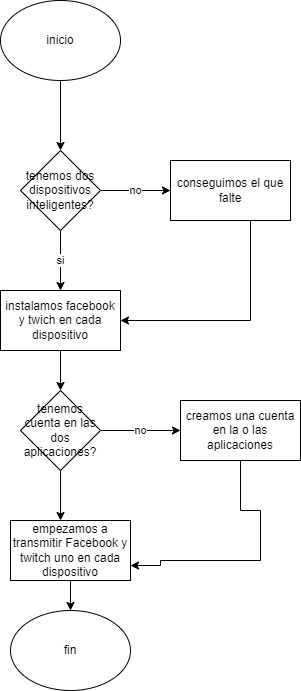 inicio
tenemos dos
dispositivos
inteligentes?
no
conseguimos el que
falte
si
instalamos facebook
y twich en cada
dispositivo
tenemos
cuenta en las
dos
aplicaciones?
no
creamos una cuenta
en la o las
aplicaciones
empezamos a
transmitir Facebook y
twitch uno en cada
dispositivo
fin